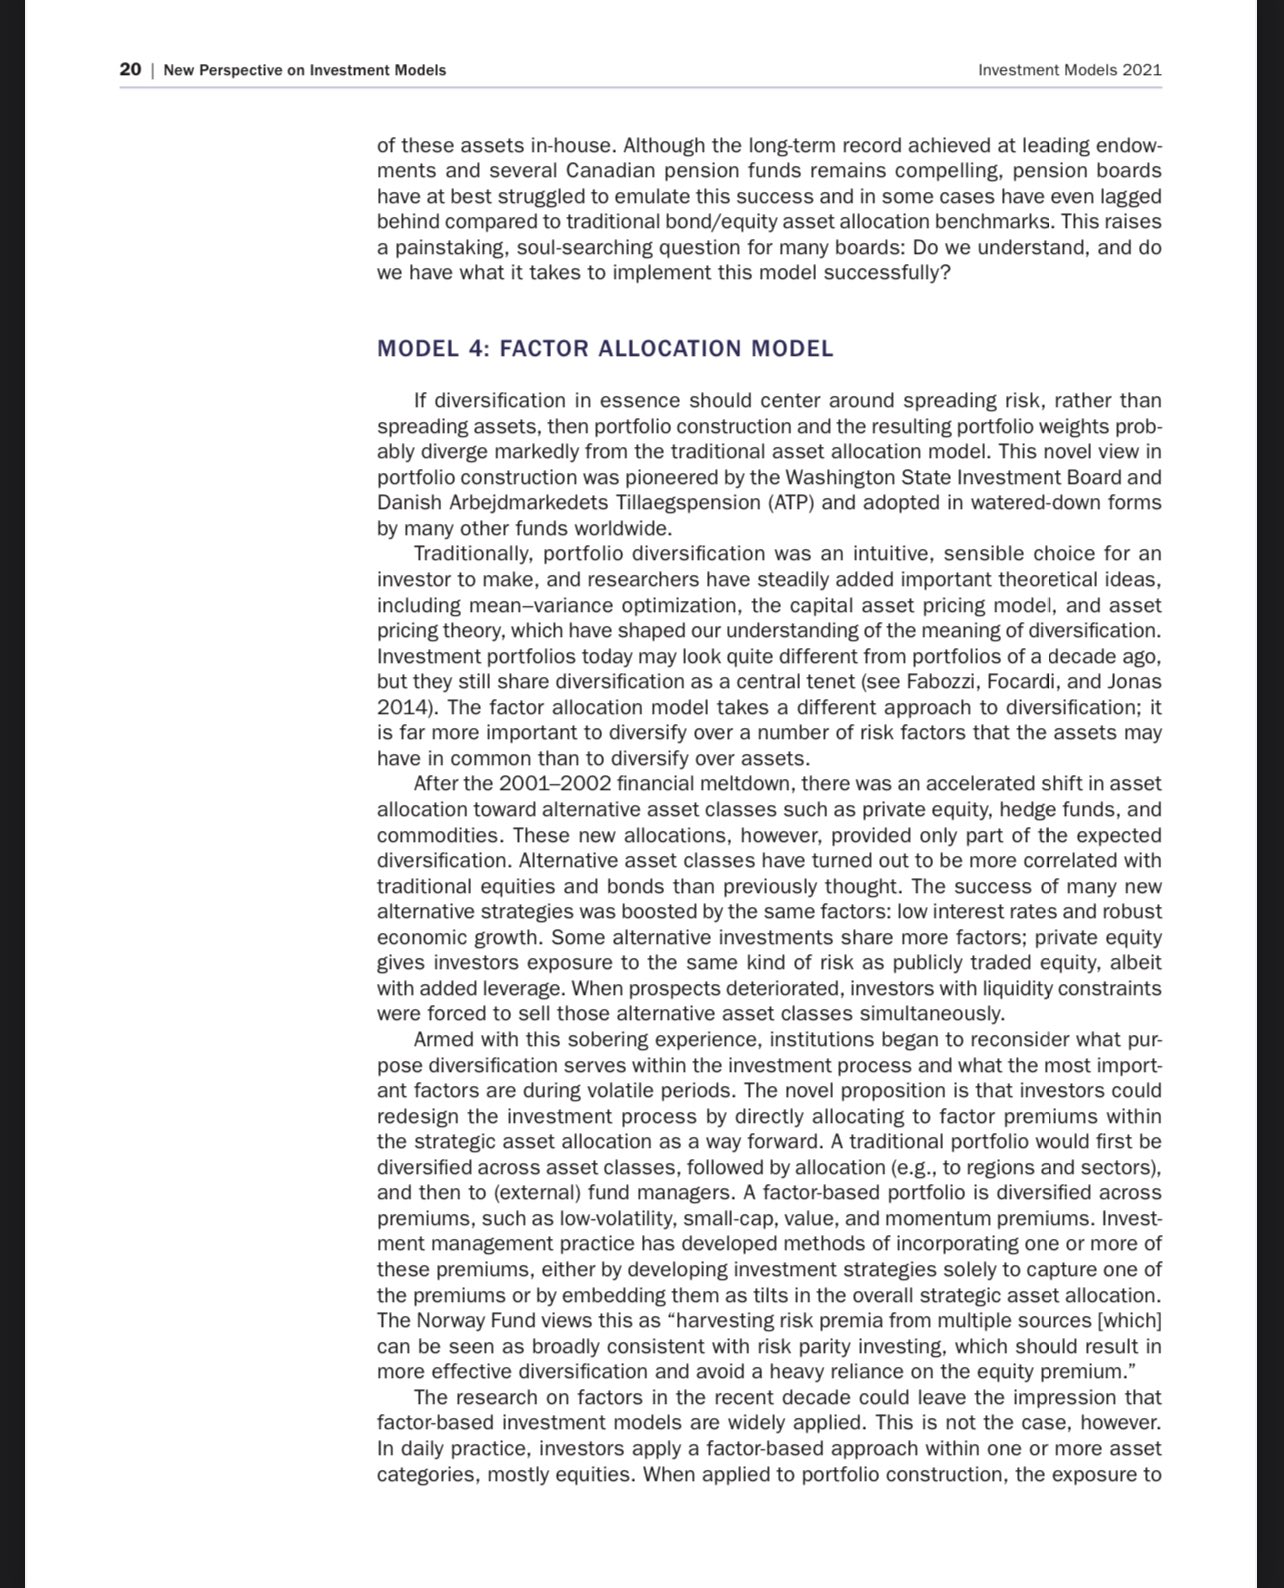 20 | New Perspective on Investment Models
Investment Models 2021
of these assets in-house. Although the long-term record achieved at leading endow-
ments and several Canadian pension funds remains compelling, pension boards
have at best struggled to emulate this success and in some cases have even lagged
behind compared to traditional bond/equity asset allocation benchmarks. This raises
a painstaking, soul-searching question for many boards: Do we understand, and do
we have what it takes to implement this model successfully?
MODEL 4: FACTOR ALLOCATION MODEL
If diversification in essence should center around spreading risk, rather than
spreading assets, then portfolio construction and the resulting portfolio weights prob-
ably diverge markedly from the traditional asset allocation model. This novel view in
portfolio construction was pioneered by the Washington State Investment Board and
Danish Arbejdmarkedets Tillaegspension (ATP) and adopted in watered-down forms
by many other funds worldwide.
Traditionally, portfolio diversification was an intuitive, sensible choice for an
investor to make, and researchers have steadily added important theoretical ideas,
including mean–variance optimization, the capital asset pricing model, and asset
pricing theory, which have shaped our understanding of the meaning of diversification.
Investment portfolios today may look quite different from portfolios of a decade ago,
but they still share diversification as a central tenet (see Fabozzi, Focardi, and Jonas
2014). The factor allocation model takes a different approach to diversification; it
is far more important to diversify over a number of risk factors that the assets may
have in common than to diversify over assets.
After the 2001–2002 financial meltdown, there was an accelerated shift in asset
allocation toward alternative asset classes such as private equity, hedge funds, and
commodities. These new allocations, however, provided only part of the expected
diversification. Alternative asset classes have turned out to be more correlated with
traditional equities and bonds than previously thought. The success of many new
alternative strategies was boosted by the same factors: low interest rates and robust
economic growth. Some alternative investments share more factors; private equity
gives investors exposure to the same kind of risk as publicly traded equity, albeit
with added leverage. When prospects deteriorated, investors with liquidity constraints
were forced to sell those alternative asset classes simultaneously.
Armed with this sobering experience, institutions began to reconsider what pur-
pose diversification serves within the investment process and what the most import-
ant factors are during volatile periods. The novel proposition is that investors could
redesign the investment process by directly allocating to factor premiums within
the strategic asset allocation as a way forward. A traditional portfolio would first be
diversified across asset classes, followed by allocation (e.g., to regions and sectors),
and then to (external) fund managers. A factor-based portfolio is diversified across
premiums, such as low-volatility, small-cap, value, and momentum premiums. Invest-
ment management practice has developed methods of incorporating one or more of
these premiums, either by developing investment strategies solely to capture one of
the premiums or by embedding them as tilts in the overall strategic asset allocation.
The Norway Fund views this as “harvesting risk premia from multiple sources [which]
can be seen as broadly consistent with risk parity investing, which should result in
more effective diversification and avoid a heavy reliance on the equity premium.”
The research on factors in the recent decade could leave the impression that
factor-based investment models are widely applied. This is not the case, however.
In daily practice, investors apply a factor-based approach within one or more asset
categories, mostly equities. When applied to portfolio construction, the exposure to